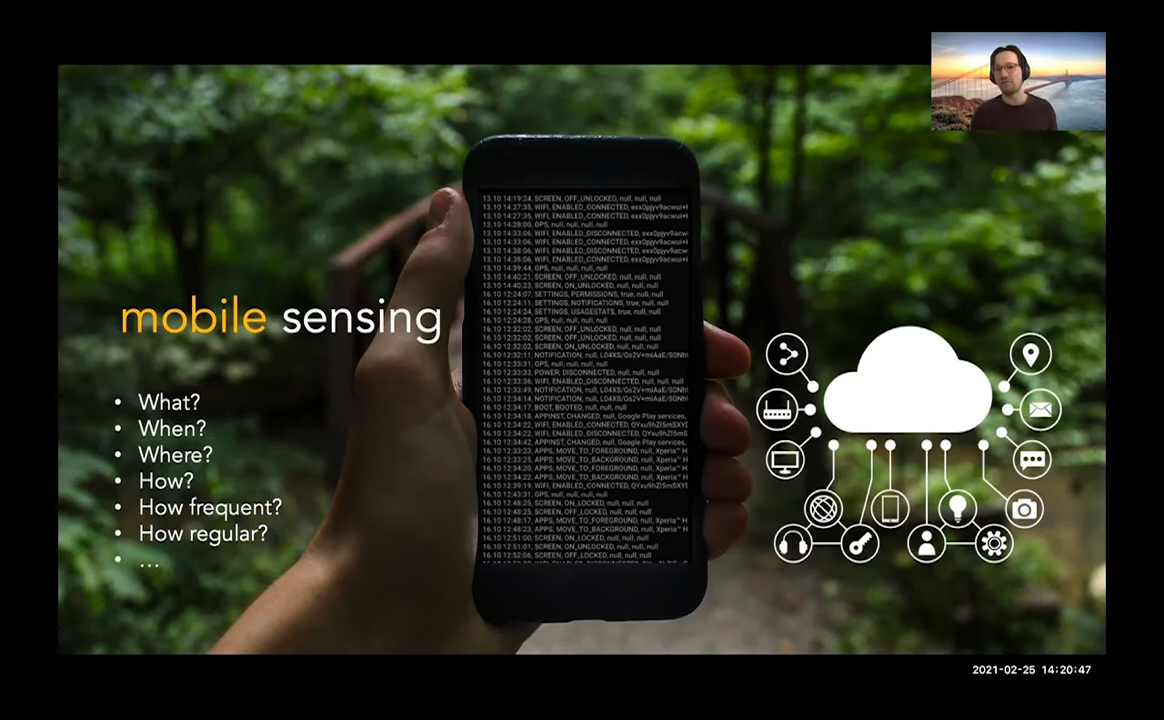 mobile sensing
• What?
• When?
• Where?
• How?
• How frequent?
• How regular?
• ...
13.10 14:19:24, SCREEN, OFF_UNLOCKED, null, null, null
13.10 14:27:35, WIFI, ENABLED_CONNECTED,
13.10 14:27:35, WIFI, ENABLED_CONNECTED,
13.10 14:28:00, GPS, null, null, null, null
13.10 14:33:06, WIFI, ENABLED_DISCONNECTED,
13.10 14:33:06, WIFI, ENABLED_CONNECTED,
13.10 14:38:06, WIFI, ENABLED_DISCONNECTED,
13.10 14:38:06, WIFI, ENABLED_CONNECTED,
13.10 14:39:44, GPS, null, null, null, null
13.10 14:40:21, SCREEN, OFF_UNLOCKED, null, null, null
13.10 14:40:23, SCREEN, ON_UNLOCKED, null, null, null
16.10 12:24:07, SETTINGS, PERMISSIONS, true, null, null
16.10 12:24:11, SETTINGS, NOTIFICATIONS, true, null, null
16.10 12:24:24, SETTINGS, USAGESTATS, true, null, null
16.10 12:24:28, GPS, null, null, null, null
16.10 12:32:02, SCREEN, OFF_UNLOCKED, null, null, null
16.10 12:32:02, SCREEN, OFF_UNLOCKED, null, null, null
16.10 12:32:02, SCREEN, ON_UNLOCKED, null, null, null
16.10 12:32:11, NOTIFICATION, null,
16.10 12:33:31, GPS, null, null, null, null
16.10 12:33:33, POWER, DISCONNECTED, null, null, null
16.10 12:33:36, WIFI, ENABLED_DISCONNECTED, null, null, null
16.10 12:33:49, NOTIFICATION, null,
16.10 12:34:14, NOTIFICATION, null,
16.10 12:34:17, BOOT, BOOTED, null, null, null
16.10 12:34:18, APPINST, CHANGED, null, Google Play services,
16.10 12:34:22, WIFI, ENABLED_CONNECTED,
16.10 12:34:22, WIFI, ENABLED_DISCONNECTED,
16.10 12:34:42, APPINST, CHANGED, null, Google Play services,
16.10 12:33:23, APPS, MOVE_TO_FOREGROUND, null, Xperia™ H
16.10 12:33:25, APPS, MOVE_TO_BACKGROUND, null, Xperia™ H
16.10 12:34:20, APPS, MOVE_TO_FOREGROUND, null, Xperia™ H
16.10 12:34:22, APPS, MOVE_TO_BACKGROUND, null, Xperia™ H
16.10 12:39:19, WIFI, ENABLED_CONNECTED,
16.10 12:43:31, GPS, null, null, null, null
16.10 12:48:25, SCREEN, ON_LOCKED, null, null, null
16.10 12:48:25, SCREEN, OFF_LOCKED, null, null, null
16.10 12:48:17, APPS, MOVE_TO_FOREGROUND, null, Xperia™ H
16.10 12:48:23, APPS, MOVE_TO_BACKGROUND, null, Xperia™ H
16.10 12:51:00, SCREEN, ON_LOCKED, null, null, null
16.10 12:51:01, SCREEN, ON_UNLOCKED, null, null, null
16.10 12:52:06, SCREEN, OFF_LOCKED, null, null, null
2021-02-25 14:20:47